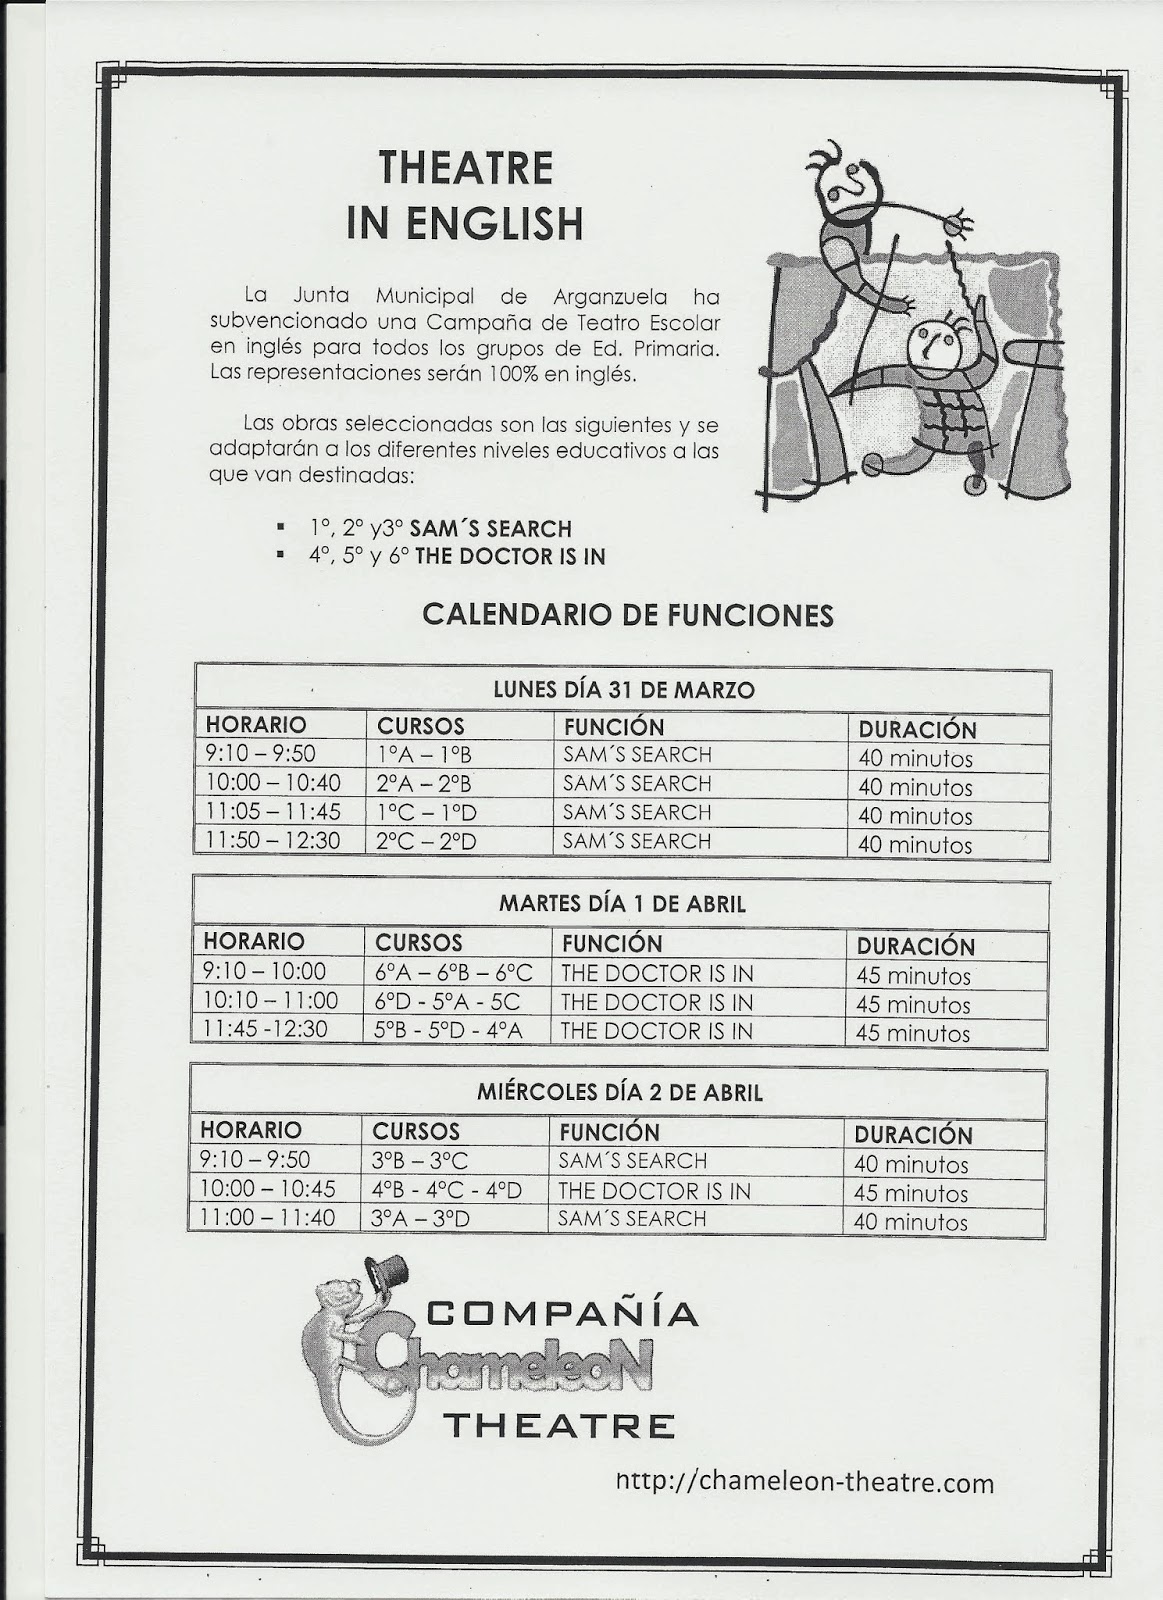 THEATRE
IN ENGLISH
La Junta Municipal de Arganzuela ha
subvencionado una Campaña de Teatro Escolar
en inglés para todos los grupos de Ed. Primaria.
Las representaciones serán 100% en inglés.
Las obras seleccionadas son las siguientes y se
adaptarán a los diferentes niveles educativos a las
que van destinadas:
▪ 1º, 2º y3º SAM´S SEARCH
▪ 4º, 5º y 6º THE DOCTOR IS IN
CALENDARIO DE FUNCIONES
LUNES DÍA 31 DE MARZO
HORARIO CURSOS FUNCIÓN DURACIÓN
9:10 – 9:50 1ºA – 1ºB SAM´S SEARCH 40 minutos
10:00 – 10:40 2ºA – 2ºB SAM´S SEARCH 40 minutos
11:05 – 11:45 1ºC – 1ºD SAM´S SEARCH 40 minutos
11:50 – 12:30 2ºC – 2ºD SAM´S SEARCH 40 minutos
MARTES DÍA 1 DE ABRIL
HORARIO CURSOS FUNCIÓN DURACIÓN
9:10 – 10:00 6ºA – 6ºB – 6ºC THE DOCTOR IS IN 45 minutos
10:10 – 11:00 6ºD - 5ºA - 5C THE DOCTOR IS IN 45 minutos
11:45 -12:30 5ºB - 5ºD - 4ºA THE DOCTOR IS IN 45 minutos
MIÉRCOLES DÍA 2 DE ABRIL
HORARIO CURSOS FUNCIÓN DURACIÓN
9:10 – 9:50 3ºB – 3ºC SAM´S SEARCH 40 minutos
10:00 – 10:45 4ºB - 4ºC - 4ºD THE DOCTOR IS IN 45 minutos
11:00 – 11:40 3ºA – 3ºD SAM´S SEARCH 40 minutos
COMPAÑÍA
ChameleoN
THEATRE
http://chameleon-theatre.com